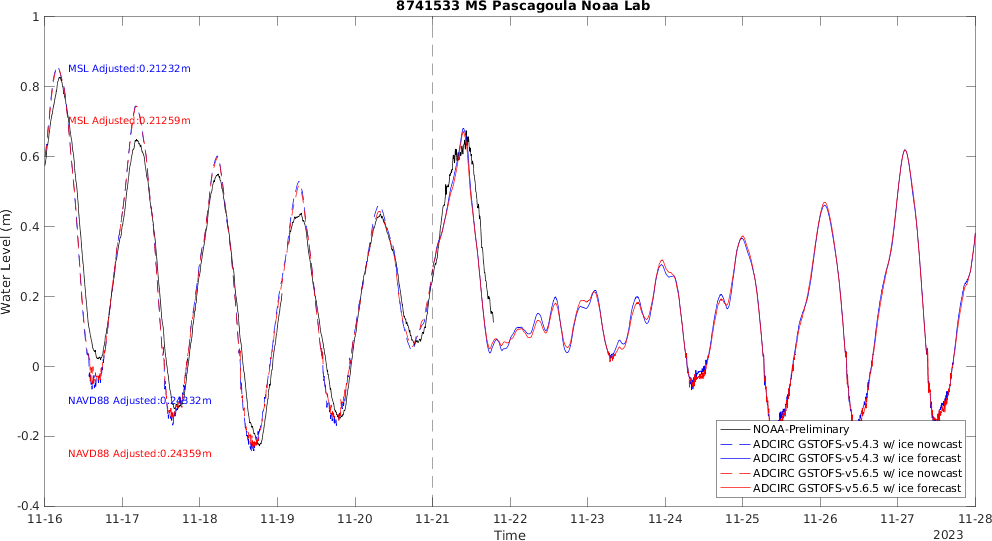 8741533 MS Pascagoula Noaa Lab
1
0.8
0.6
0.4
0.2
0
-0.2
-0.4
Water Level (m)
MSL Adjusted:0.21232m
MSL Adjusted:0.21259m
NAVD88 Adjusted:0.24332m
NAVD88 Adjusted:0.24359m
NOAA-Preliminary
ADCIRC GSTOFS-v5.4.3 w/ ice nowcast
ADCIRC GSTOFS-v5.4.3 w/ ice forecast
ADCIRC GSTOFS-v5.6.5 w/ ice nowcast
ADCIRC GSTOFS-v5.6.5 w/ ice forecast
11-16 11-17 11-18 11-19 11-20 11-21 11-22 11-23 11-24 11-25 11-26 11-27 11-28
Time
2023